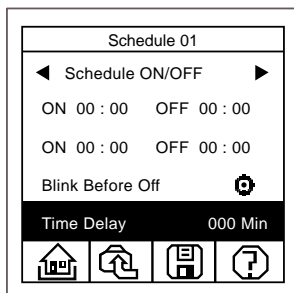 Schedule 01
Schedule ON/OFF
ON 00 : 00 OFF 00 : 00
ON 00 : 00 OFF 00 : 00
Blink Before Off
Time Delay 000 Min
?